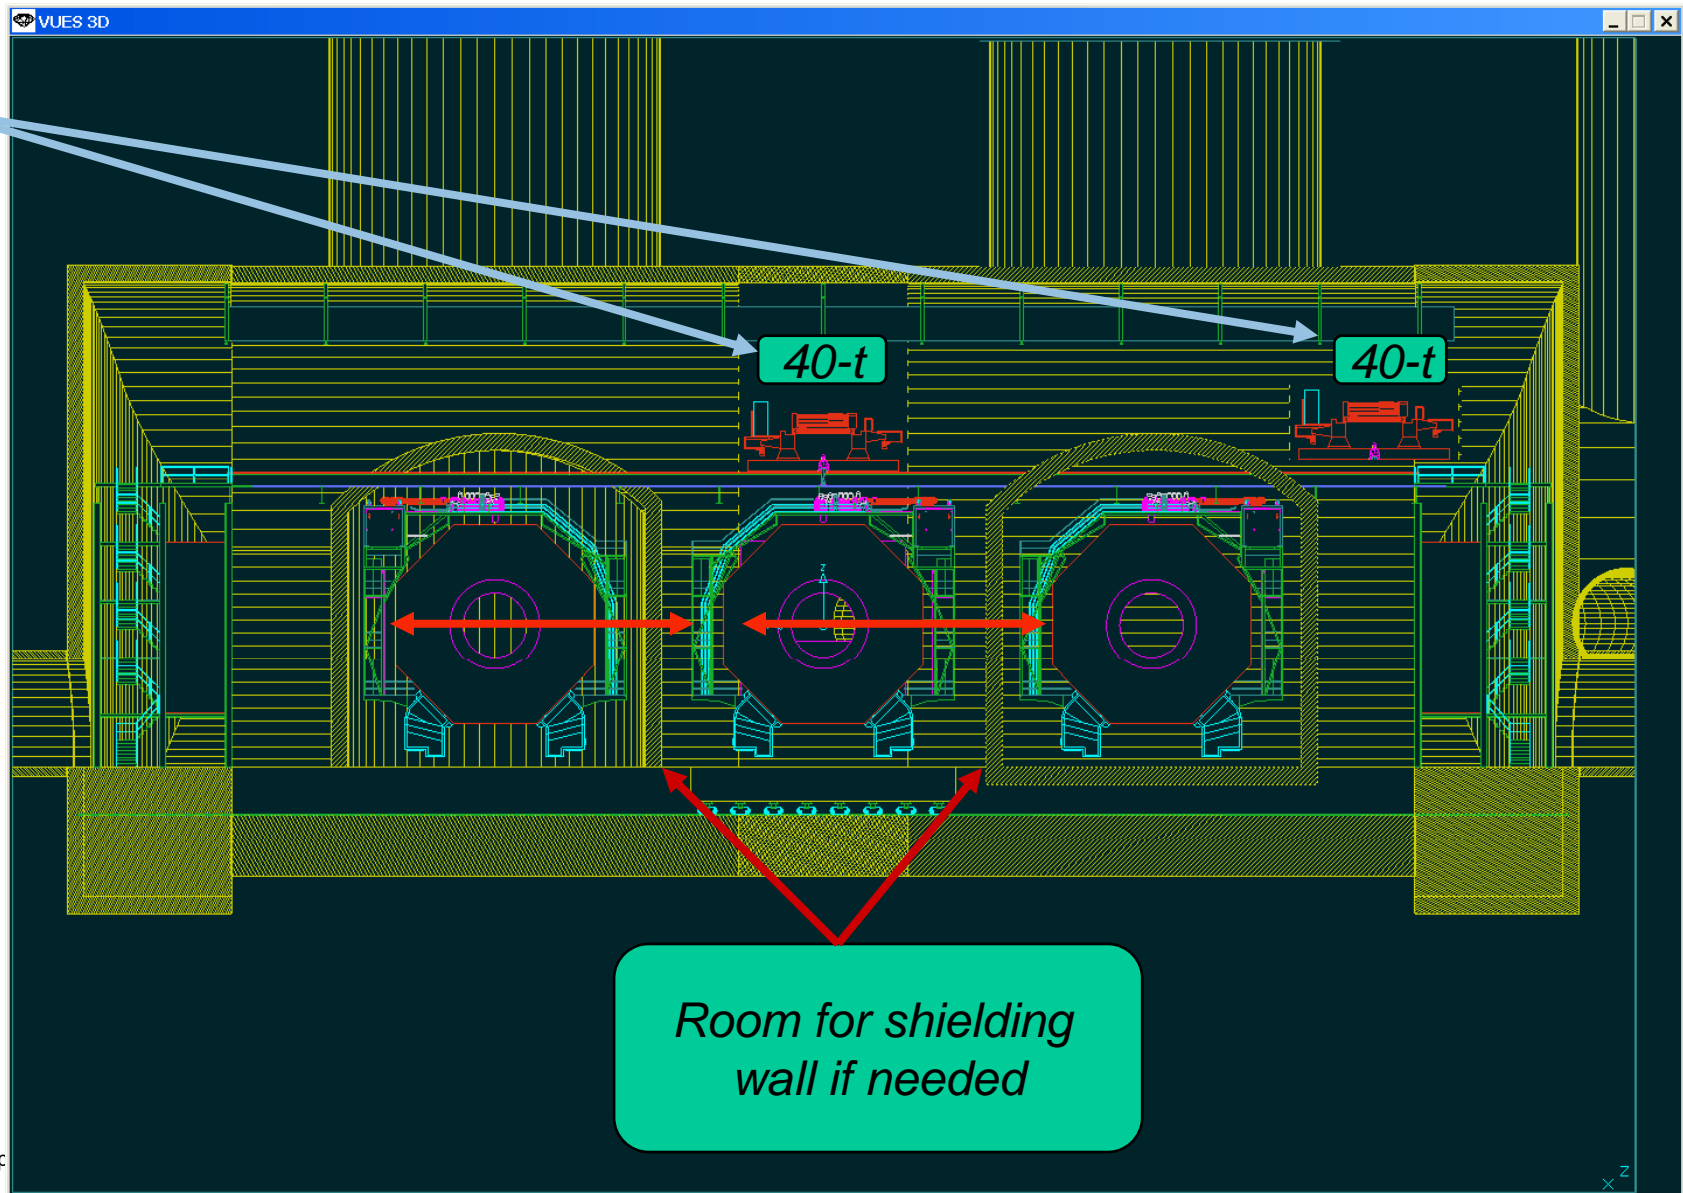 VUES 3D
40-t
40-t
z
Room for shielding
wall if needed
Z
X